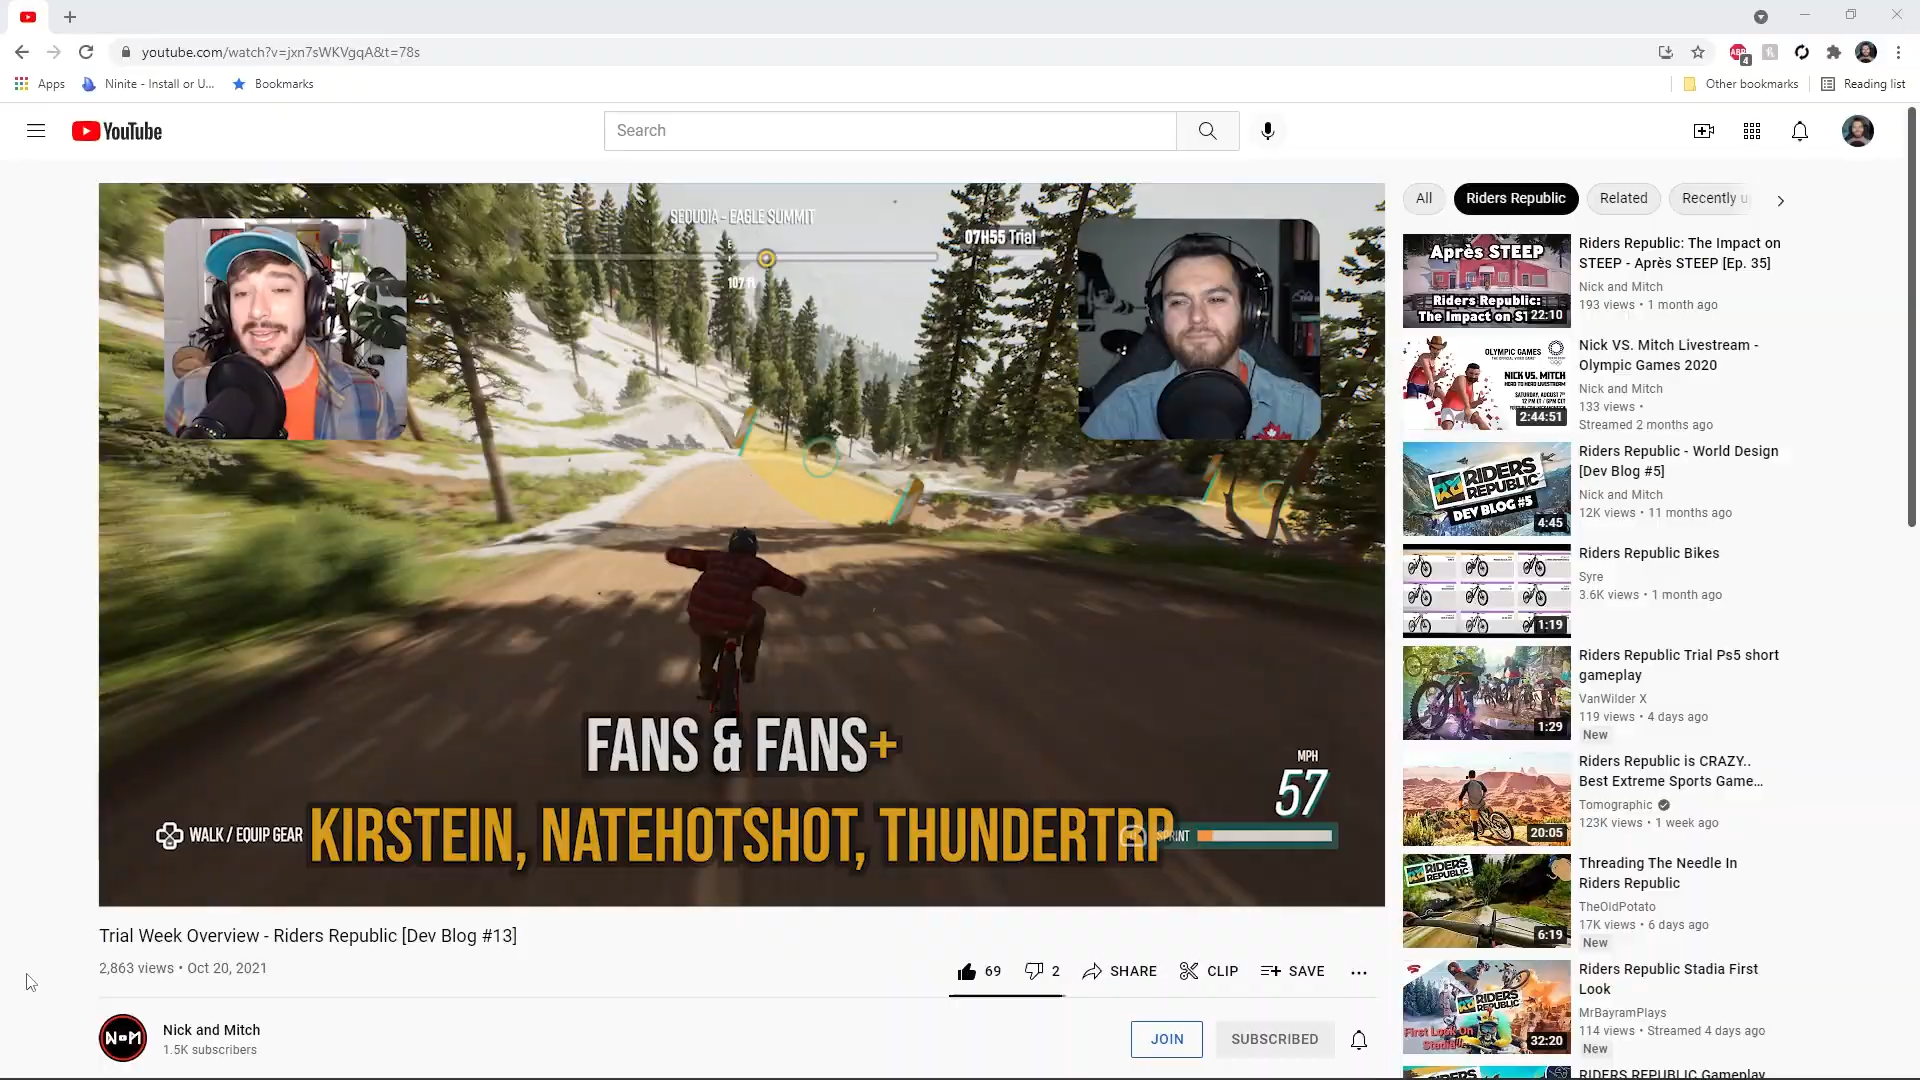 youtube.com/watch?v=jxn7sWKVgqA&t=78s
ABP
4
Apps
Ninite - Install or U...
Bookmarks
Other bookmarks
Reading list
YouTube
Search
SEQUOIA - EAGLE SUMMIT
07H55 Trial
107 ft
FANS & FANS+
KIRSTEIN, NATEHOTSHOT, THUNDERTRP
WALK / EQUIP GEAR
SPRINT
MPH
57
Trial Week Overview - Riders Republic [Dev Blog #13]
2,863 views • Oct 20, 2021
69
2
SHARE
CLIP
SAVE
Nick and Mitch
1.5K subscribers
JOIN
SUBSCRIBED
All
Riders Republic
Related
Recently u
Après STEEP
Riders Republic:
The Impact on ST
22:10
Riders Republic: The Impact on
STEEP - Après STEEP [Ep. 35]
Nick and Mitch
193 views • 1 month ago
OLYMPIC GAMES
NICK VS. MITCH
2:44:51
Nick VS. Mitch Livestream -
Olympic Games 2020
Nick and Mitch
133 views •
Streamed 2 months ago
RIDERS
REPUBLIC
DEV BLOG #5
4:45
Riders Republic - World Design
[Dev Blog #5]
Nick and Mitch
12K views • 11 months ago
1:19
Riders Republic Bikes
Syre
3.6K views • 1 month ago
1:29
Riders Republic Trial Ps5 short
gameplay
VanWilder X
119 views • 4 days ago
New
20:05
Riders Republic is CRAZY..
Best Extreme Sports Game...
Tomographic
123K views • 1 week ago
RIDERS
REPUBLIC
6:19
Threading The Needle In
Riders Republic
TheOldPotato
17K views • 6 days ago
New
RIDERS
REPUBLIC
First Look On
Stadia!!
32:20
Riders Republic Stadia First
Look
MrBayramPlays
114 views • Streamed 4 days ago
New
RIDERS REPUBLIC Gameplay